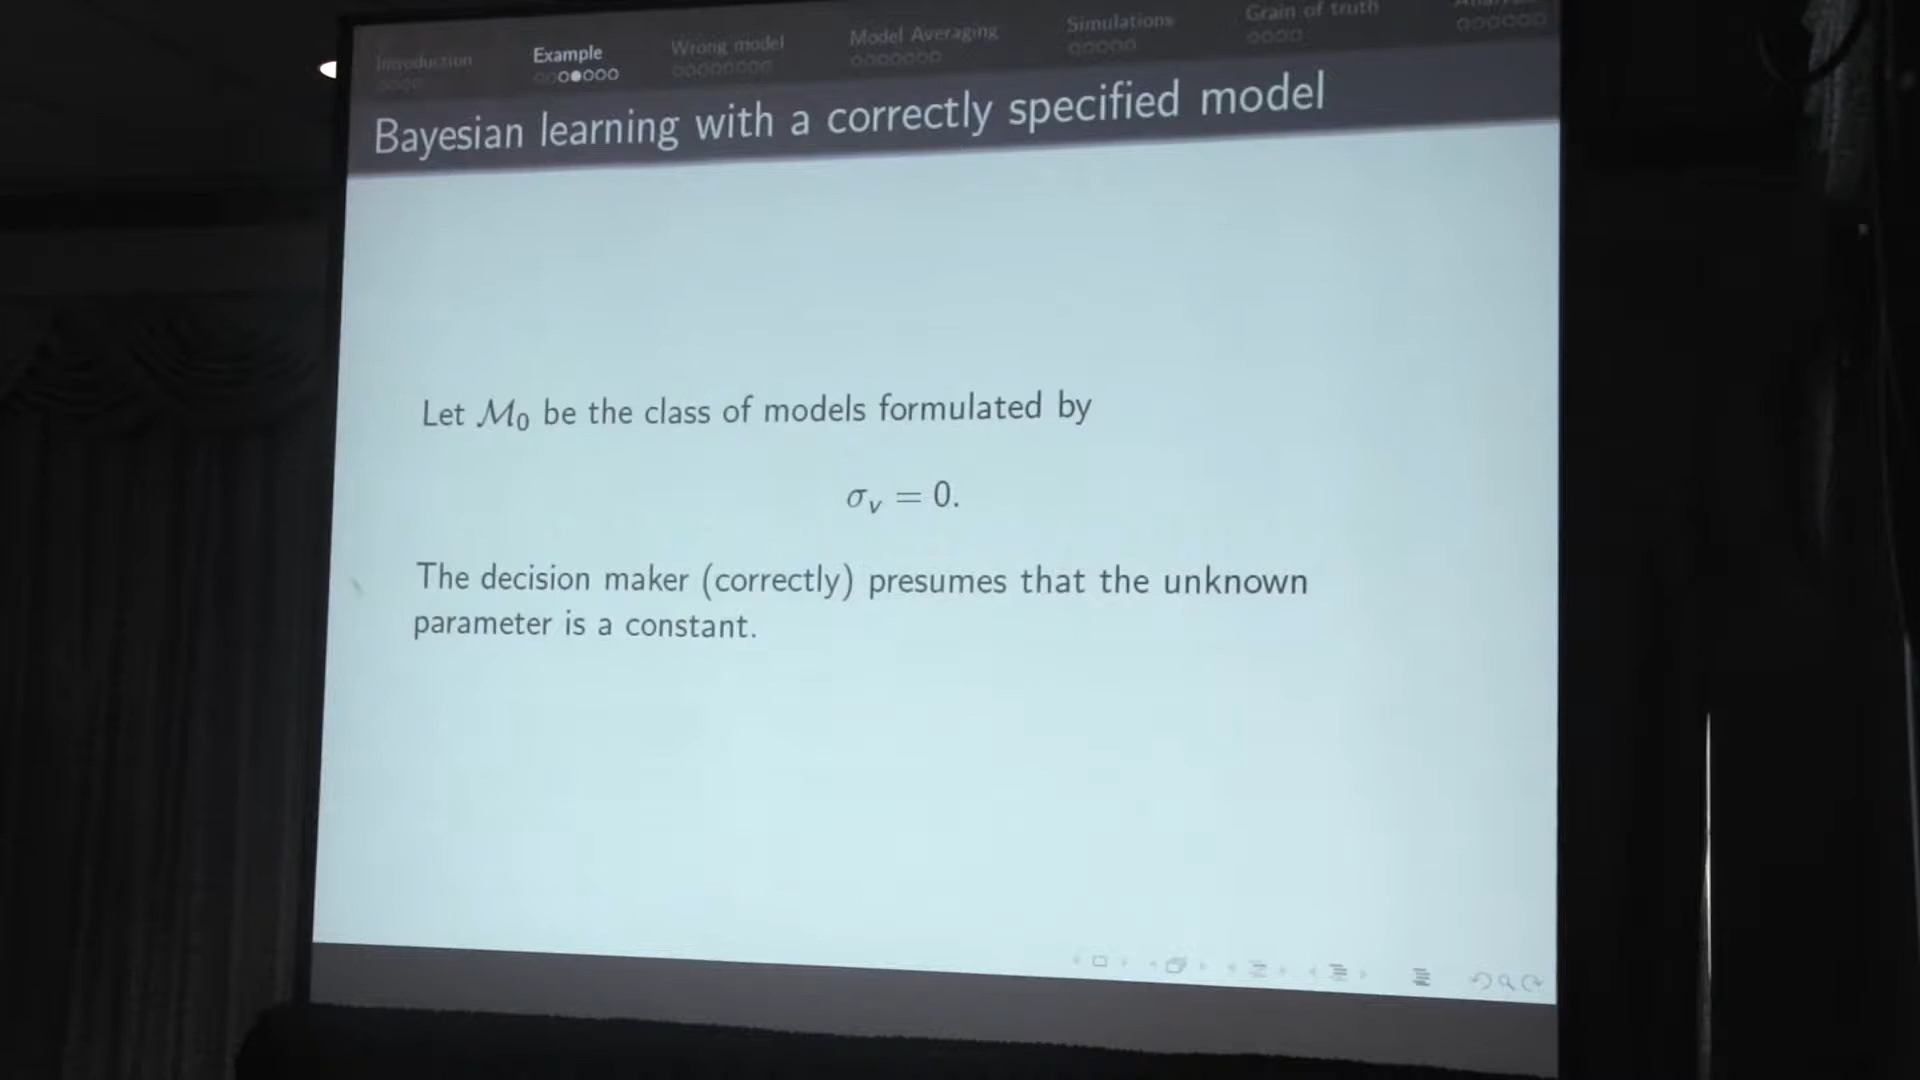 Introduction Example Wrong model Model Averaging Simulations Grain of truth
Bayesian learning with a correctly specified model
Let ℳ₀ be the class of models formulated by
σᵥ = 0.
The decision maker (correctly) presumes that the unknown
parameter is a constant.